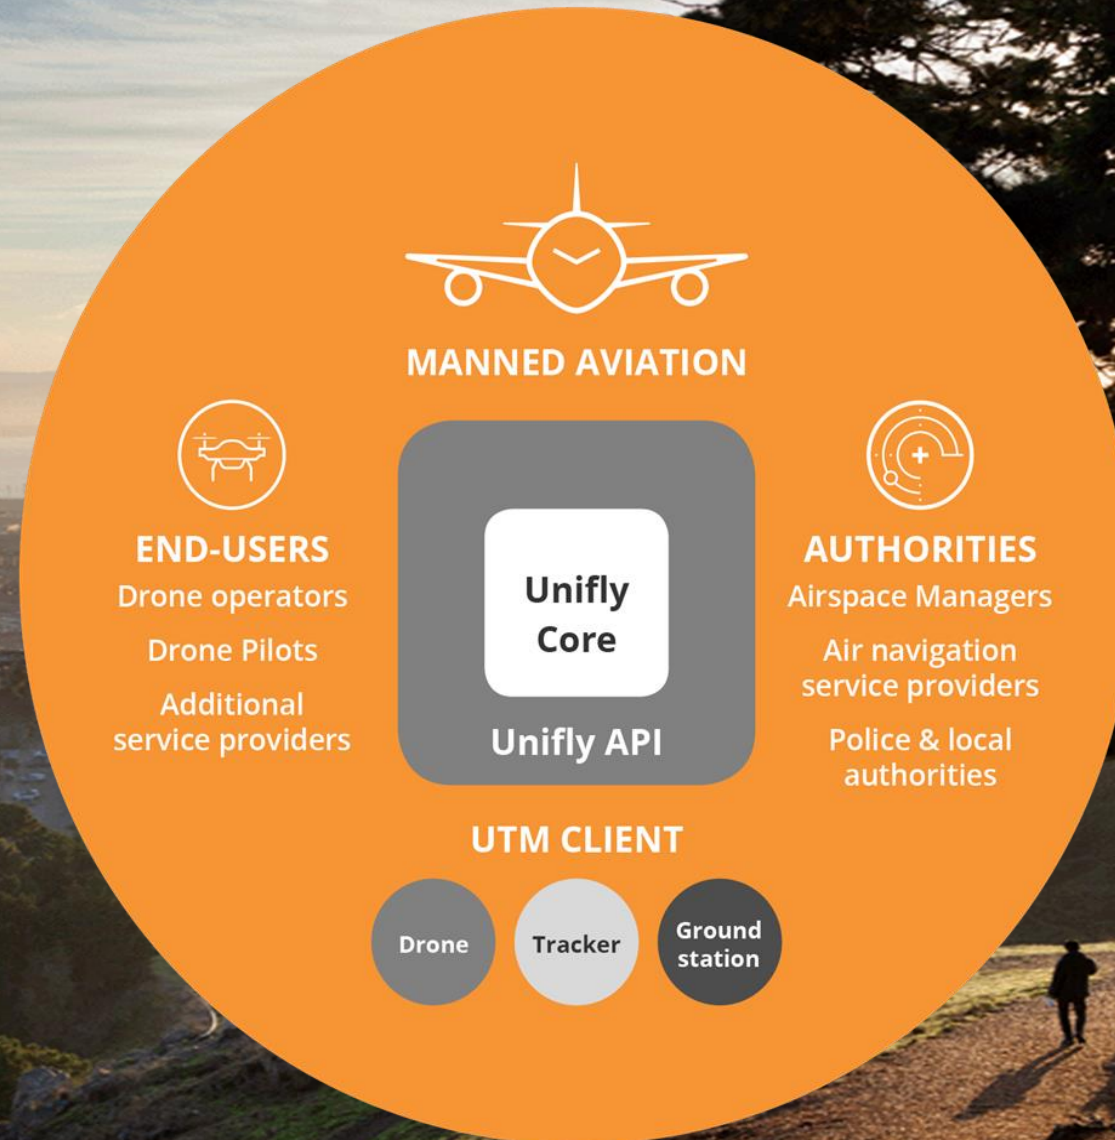 MANNED AVIATION
END-USERS
Drone operators
Drone Pilots
Additional
service providers
Unifly
Core
Unifly API
AUTHORITIES
Airspace Managers
Air navigation
service providers
Police & local
authorities
UTM CLIENT
Drone
Tracker
Ground
station